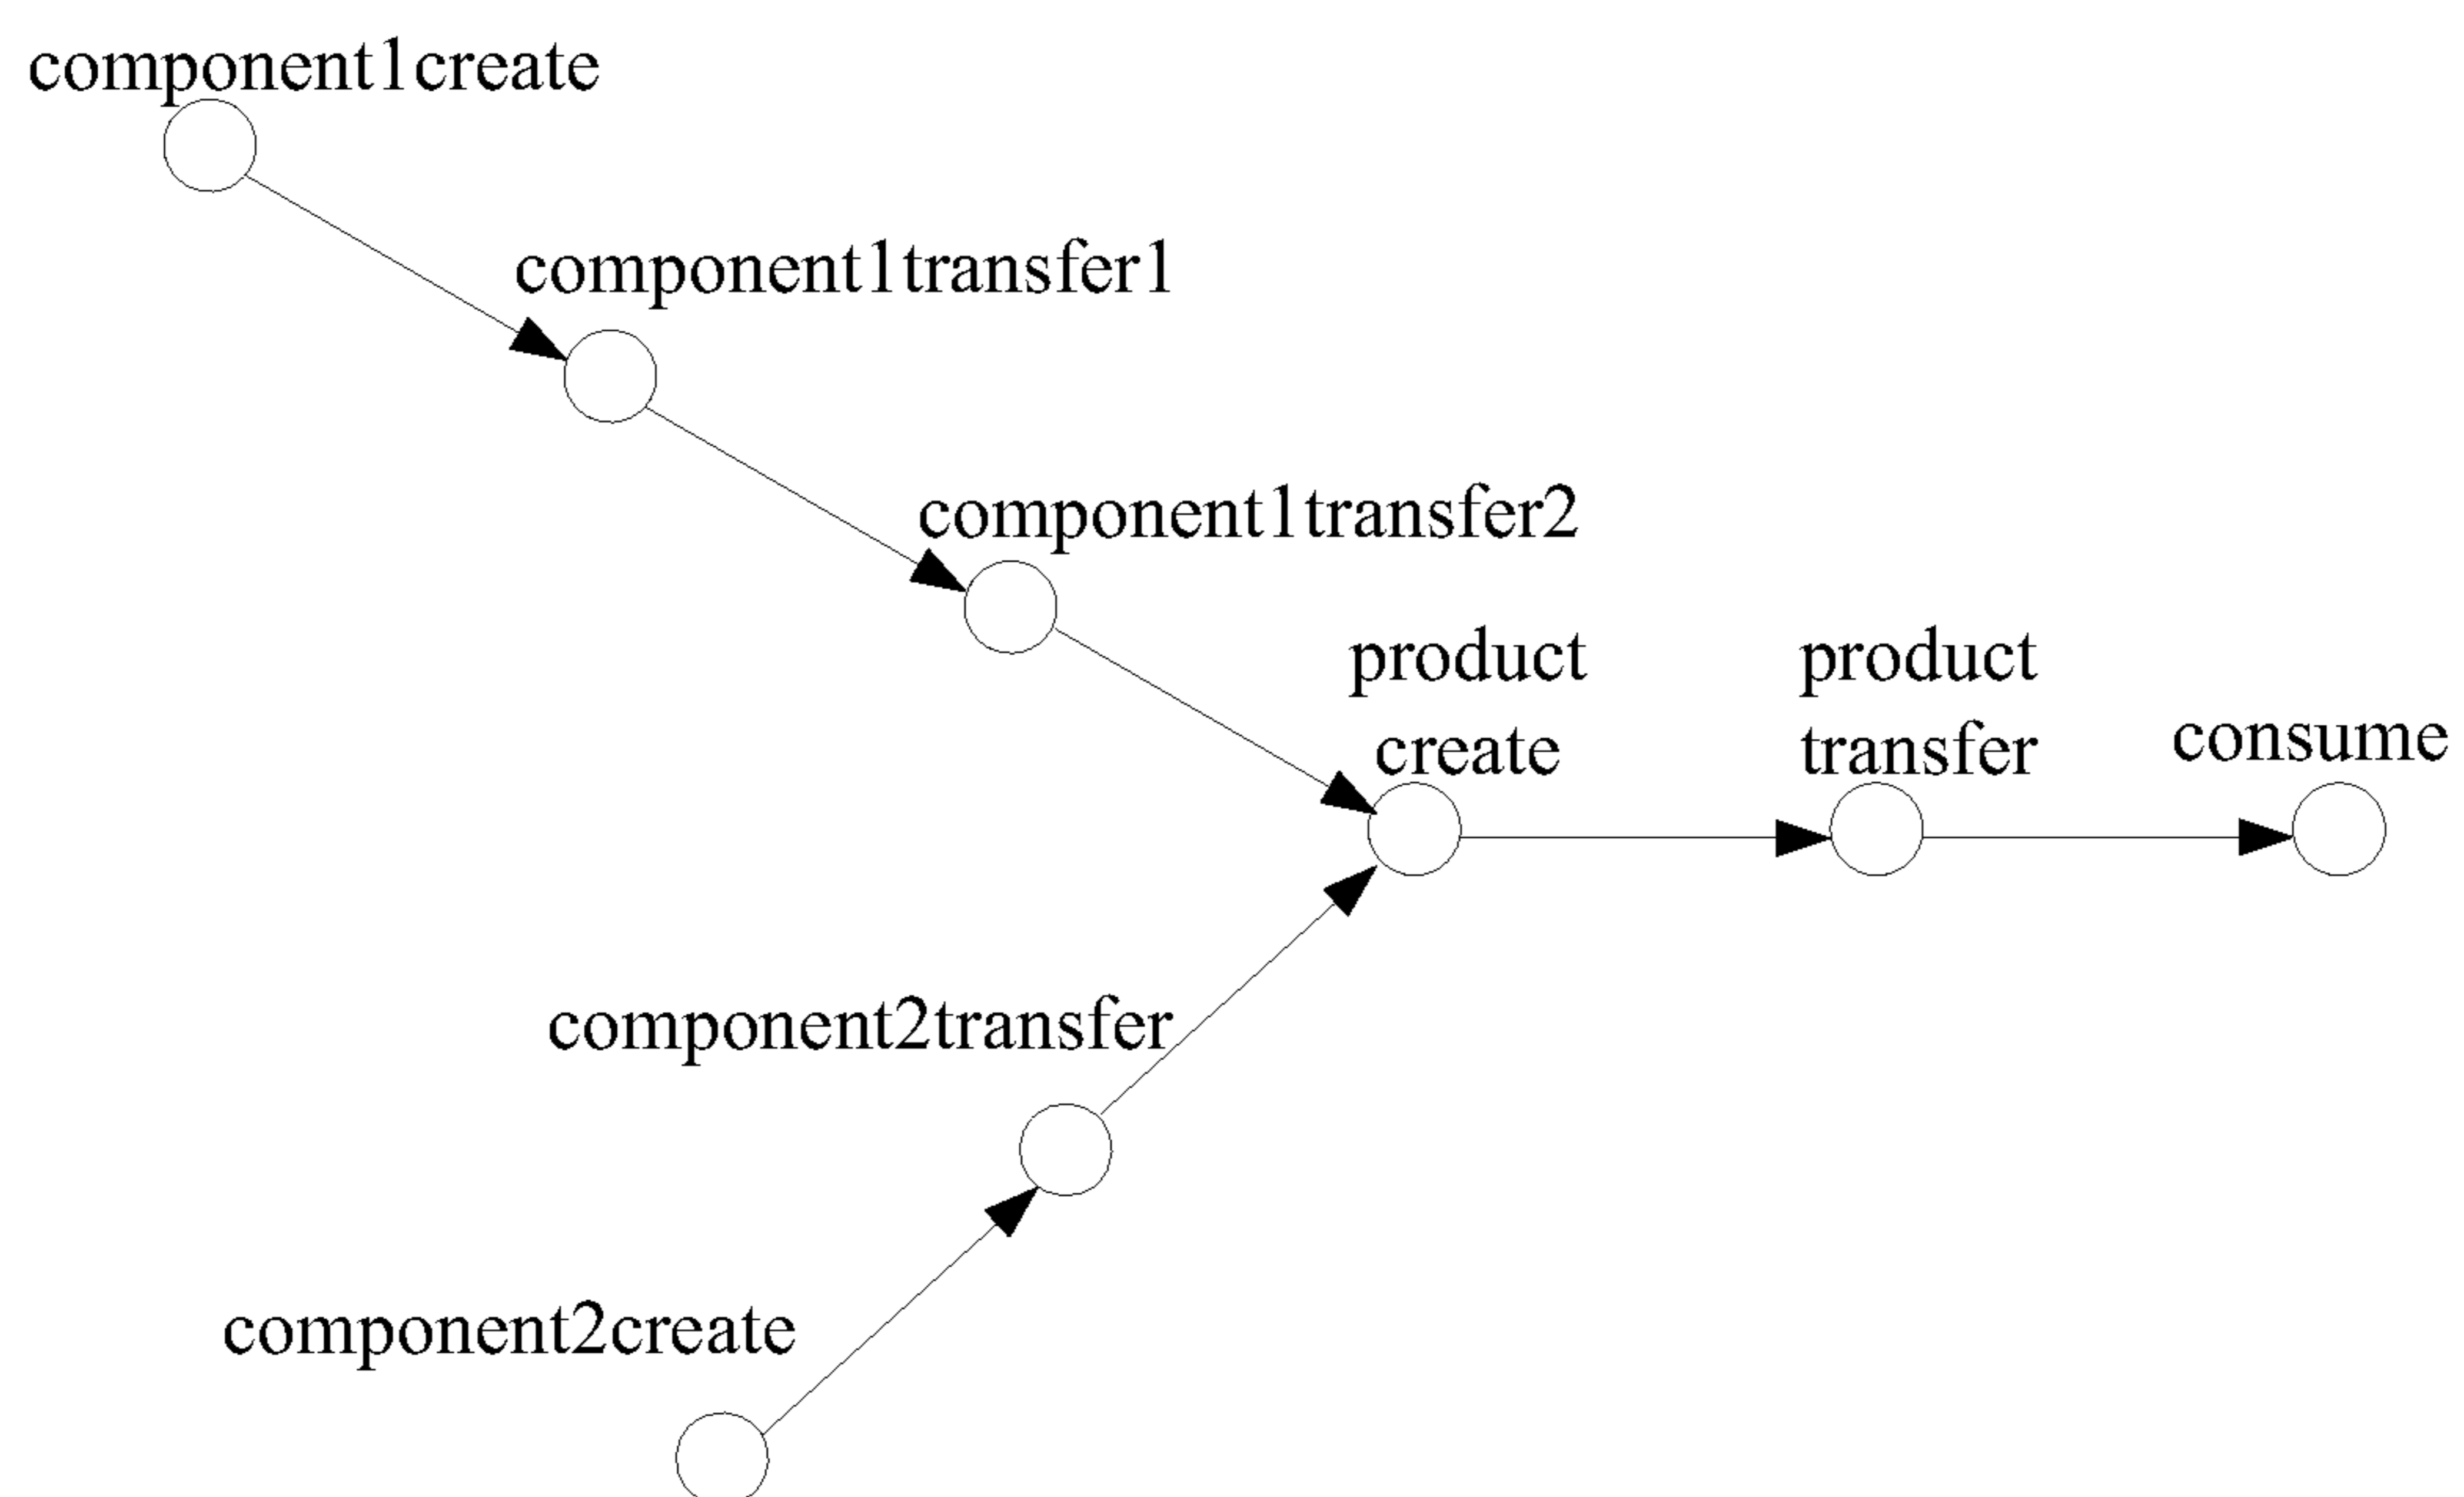 component1create
component1transfer1
component1transfer2
product
create
product
transfer
consume
component2transfer
component2create